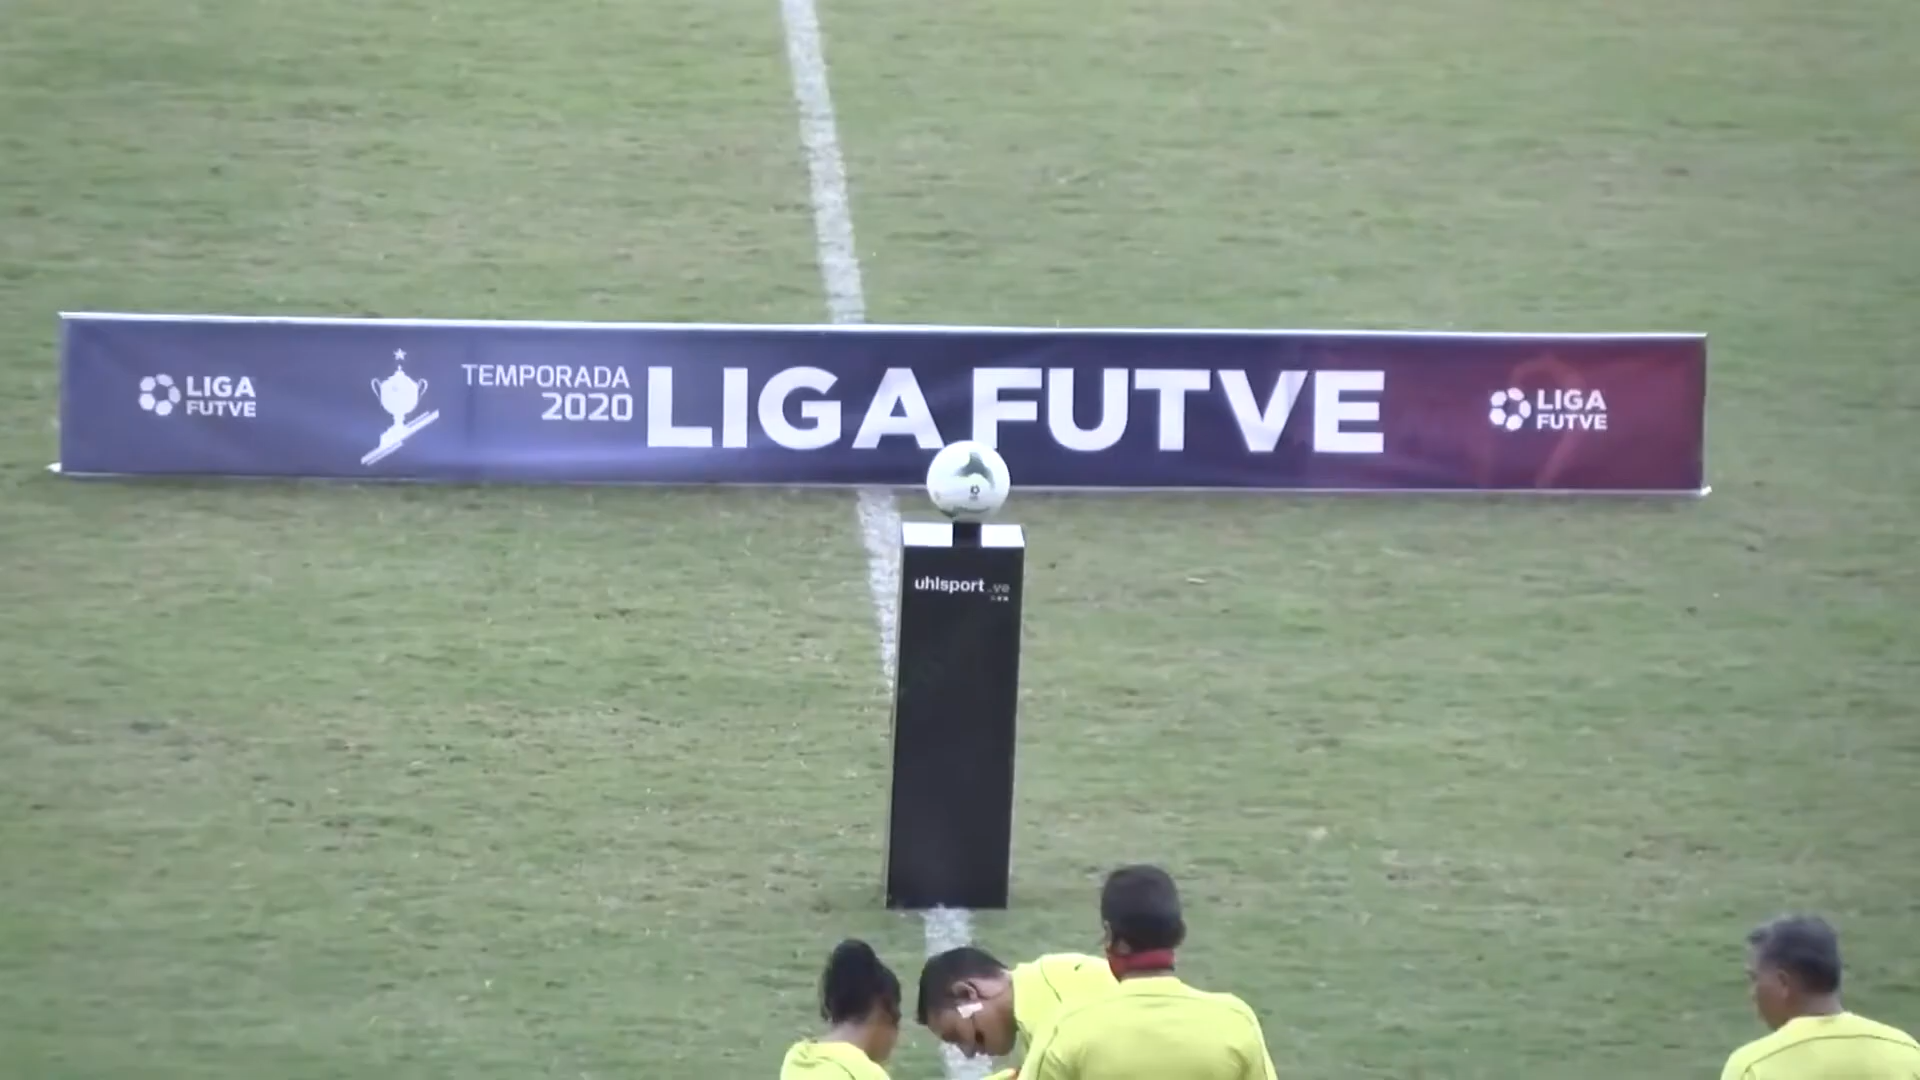 LIGA
FUTVE
TEMPORADA
2020
LIGA FUTVE
LIGA
FUTVE
uhlsport .ve